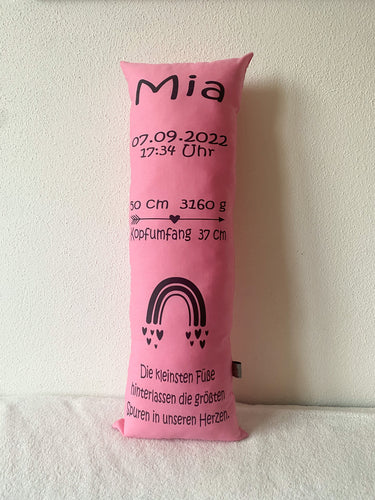 Mia
07.09.2022
17:34 Uhr
50 cm 3160 g
Kopfumfang 37 cm
Die kleinsten Füße
hinterlassen die größten
Spuren in unseren Herzen.